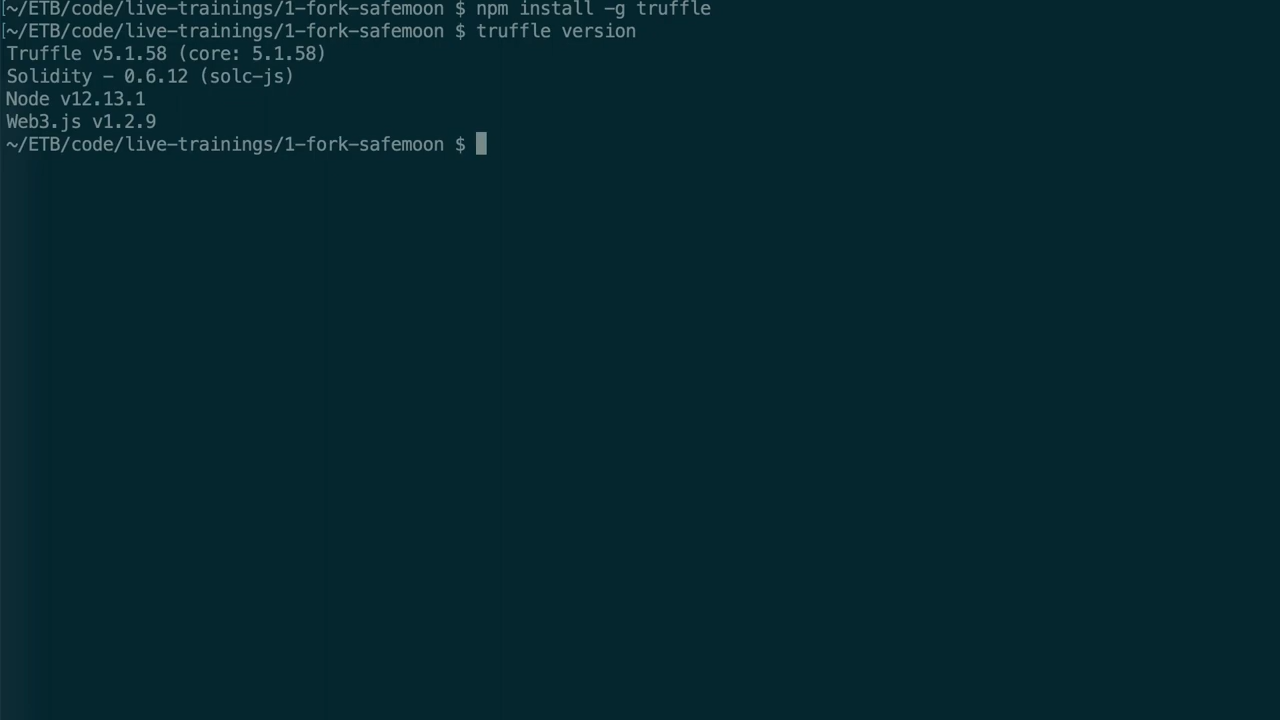 [~/ETB/code/live-trainings/1-fork-safemoon $ npm install -g truffle
[~/ETB/code/live-trainings/1-fork-safemoon $ truffle version
Truffle v5.1.58 (core: 5.1.58)
Solidity - 0.6.12 (solc-js)
Node v12.13.1
Web3.js v1.2.9
~/ETB/code/live-trainings/1-fork-safemoon $